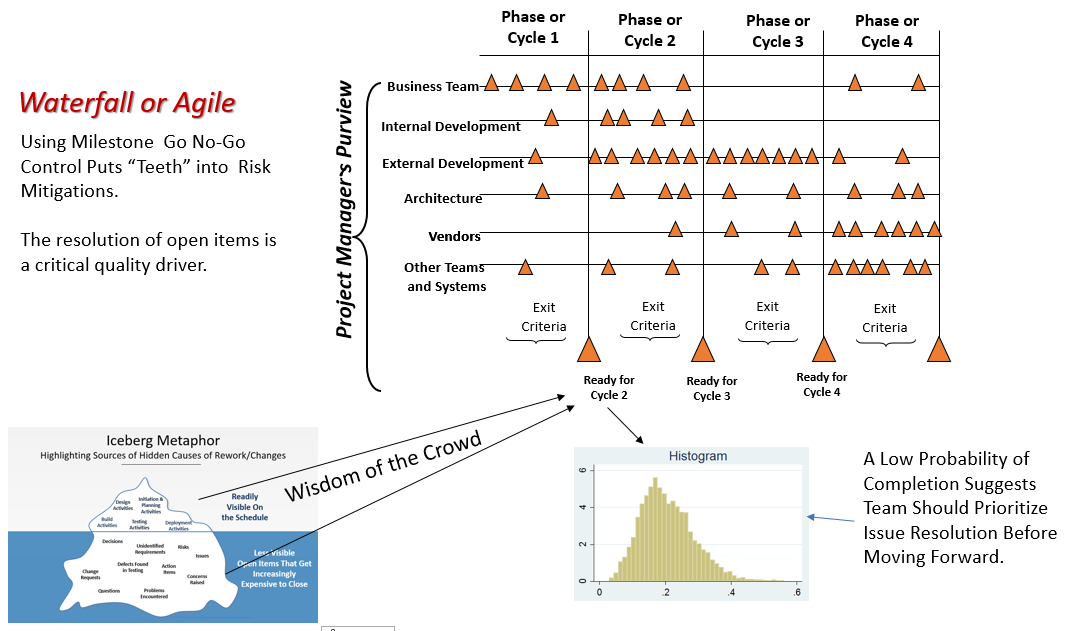 Waterfall or Agile
Using Milestone Go No-Go
Control Puts “Teeth” into Risk
Mitigations.
The resolution of open items is
a critical quality driver.
Project Manager’s Purview
Phase or
Cycle 1
Phase or
Cycle 2
Phase or
Cycle 3
Phase or
Cycle 4
Business Team
Internal Development
External Development
Architecture
Vendors
Other Teams
and Systems
Exit
Criteria
Exit
Criteria
Exit
Criteria
Exit
Criteria
Ready for
Cycle 2
Ready for
Cycle 3
Ready for
Cycle 4
Iceberg Metaphor
Highlighting Sources of Hidden Causes of Rework/Changes
Design
Activities
Initiation &
Planning
Activities
Build
Activities
Testing
Activities
Deployment
Activities
Readily
Visible On
the Schedule
Decisions
Unidentified
Requirements
Risks
Issues
Change
Requests
Defects Found
in Testing
Action
Items
Concerns
Raised
Questions
Problems
Encountered
Less Visible
Open Items That Get
Increasingly
Expensive to Close
Wisdom of the Crowd
Histogram
6
4
2
0
0
.2
.4
.6
A Low Probability of
Completion Suggests
Team Should Prioritize
Issue Resolution Before
Moving Forward.